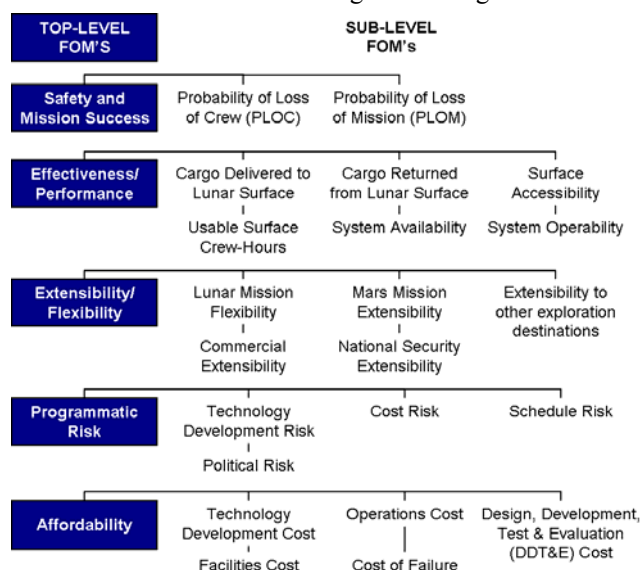 TOP-LEVEL
FOM'S
SUB-LEVEL
FOM's
Safety and
Mission Success
Probability of Loss
of Crew (PLOC)
Probability of Loss
of Mission (PLOM)
Effectiveness/
Performance
Cargo Delivered to
Lunar Surface
Cargo Returned
from Lunar Surface
Surface
Accessibility
Usable Surface
Crew-Hours
System Availability
System Operability
Extensibility/
Flexibility
Lunar Mission
Flexibility
Mars Mission
Extensibility
Extensibility to
other exploration
destinations
Commercial
Extensibility
National Security
Extensibility
Programmatic
Risk
Technology
Development Risk
Cost Risk
Schedule Risk
Political Risk
Affordability
Technology
Development Cost
Operations Cost
Design, Development,
Test & Evaluation
(DDT&E) Cost
Facilities Cost
Cost of Failure